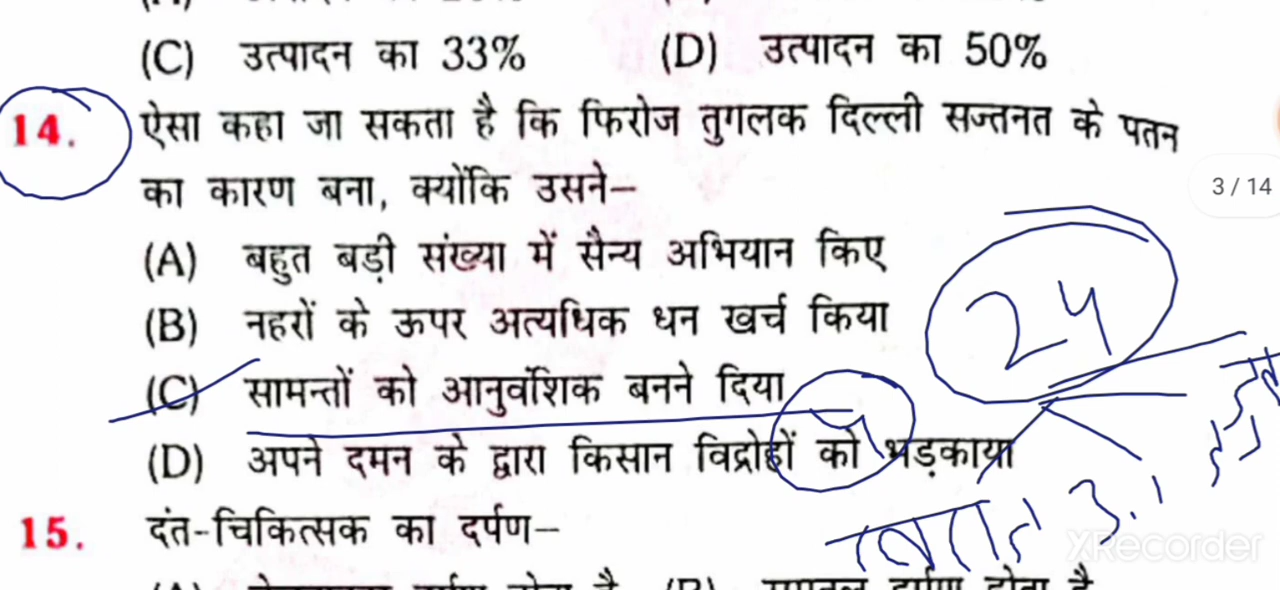 (C) उत्पादन का 33% (D) उत्पादन का 50%
14. ऐसा कहा जा सकता है कि फिरोज तुगलक दिल्ली सज्तनत के पतन
का कारण बना, क्योंकि उसने–
3 / 14
(A) बहुत बड़ी संख्या में सैन्य अभियान किए
(B) नहरों के ऊपर अत्यधिक धन खर्च किया
24
(C) सामन्तों को आनुवंशिक बनने दिया
(D) अपने दमन के द्वारा किसान विद्रोहों को भड़काया
15. दंत-चिकित्सक का दर्पण–
XRecorder